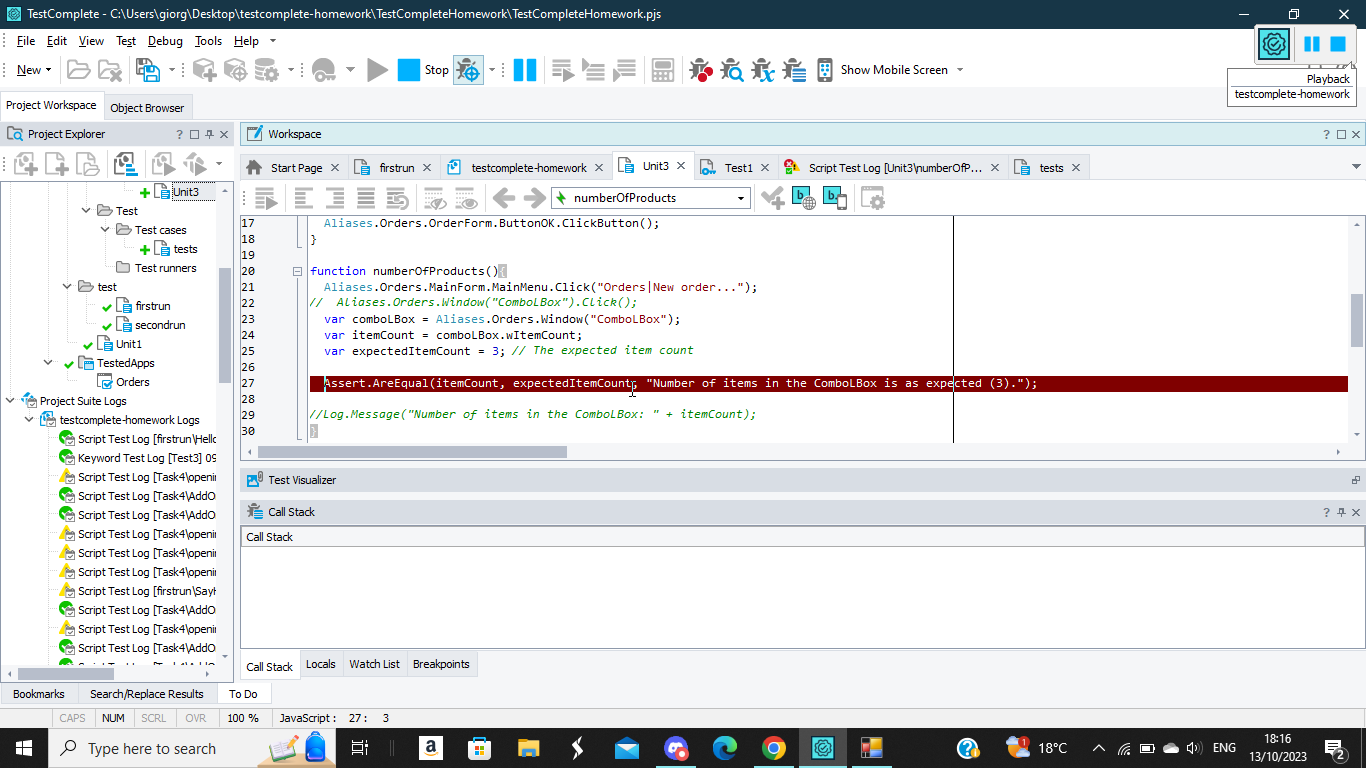 TestComplete - C:\Users\giorg\Desktop\testcomplete-homework\TestCompleteHomework\TestCompleteHomework.pjs
File Edit View Test Debug Tools Help
New Stop Show Mobile Screen
Playback
testcomplete-homework
Project Workspace Object Browser
Project Explorer
Workspace
Start Page firstrun testcomplete-homework Unit3 Test1 Script Test Log [Unit3\numberOfP... tests
numberOfProducts
Unit3
Test
Test cases
tests
Test runners
test
firstrun
secondrun
Unit1
TestedApps
Orders
Project Suite Logs
testcomplete-homework Logs
Script Test Log [firstrun\Hello
Keyword Test Log [Test3] 09
Script Test Log [Task4\openin
Script Test Log [Task4\AddO
Script Test Log [Task4\AddO
Script Test Log [Task4\openin
Script Test Log [Task4\openin
Script Test Log [Task4\openin
Script Test Log [firstrun\SayH
Script Test Log [Task4\AddO
Script Test Log [Task4\openin
Script Test Log [Task4\AddO
17 Aliases.Orders.OrderForm.ButtonOK.ClickButton();
18 }
19
20 function numberOfProducts(){
21 Aliases.Orders.MainForm.MainMenu.Click("Orders|New order...");
22 // Aliases.Orders.Window("ComboLBox").Click();
23 var comboLBox = Aliases.Orders.Window("ComboLBox");
24 var itemCount = comboLBox.wItemCount;
25 var expectedItemCount = 3; // The expected item count
26
27 Assert.AreEqual(itemCount, expectedItemCount, "Number of items in the ComboLBox is as expected (3).");
28
29 //Log.Message("Number of items in the ComboLBox: " + itemCount);
30 }
Test Visualizer
Call Stack
Call Stack
Call Stack Locals Watch List Breakpoints
Bookmarks Search/Replace Results To Do
CAPS NUM SCRL OVR 100 % JavaScript : 27 : 3
Type here to search
a
18°C
ENG
18:16
13/10/2023
2